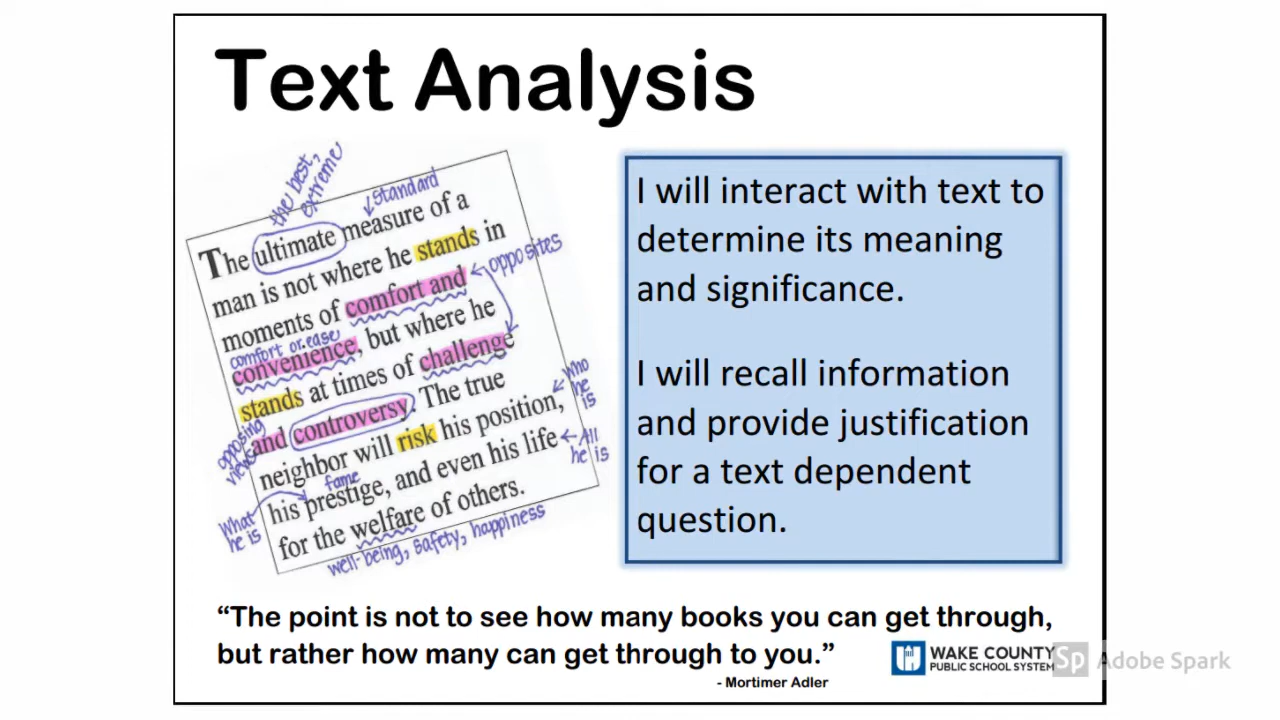 Text Analysis
the best,
extreme
standard
The ultimate measure of a
man is not where he stands in
opposites
moments of comfort and
comfort or ease
convenience, but where he
stands at times of challenge
opposing
views
and controversy. The true
who
he
is
neighbor will risk his position,
fame
his prestige, and even his life
All
he is
What
he is
for the welfare of others.
well-being, safety, happiness
I will interact with text to
determine its meaning
and significance.
I will recall information
and provide justification
for a text dependent
question.
“The point is not to see how many books you can get through,
but rather how many can get through to you.”
- Mortimer Adler
WAKE COUNTY
PUBLIC SCHOOL SYSTEM
Sp Adobe Spark